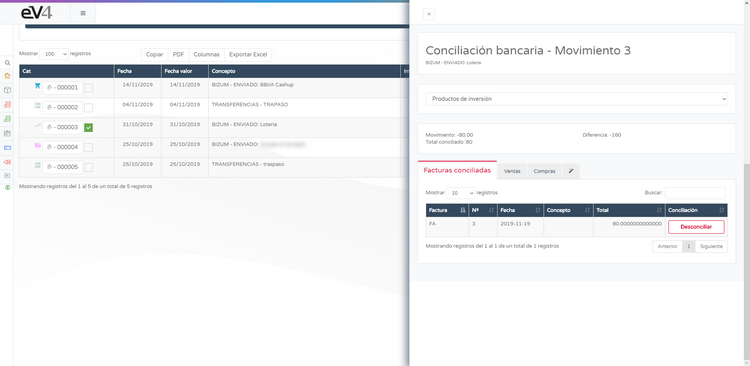 eV4
Mostrar 100 registros
Copiar PDF Columnas Exportar Excel
Cat Fecha Fecha valor Concepto
- 000001 14/11/2019 14/11/2019 BIZUM - ENVIADO: BBVA Cashup
- 000002 04/11/2019 04/11/2019 TRANSFERENCIAS - TRAPASO
- 000003 31/10/2019 31/10/2019 BIZUM - ENVIADO: Loteria
- 000004 25/10/2019 25/10/2019 BIZUM - ENVIADO:
- 000005 25/10/2019 25/10/2019 TRANSFERENCIAS - traspaso
Mostrando registros del 1 al 5 de un total de 5 registros
×
Conciliación bancaria - Movimiento 3
BIZUM - ENVIADO: Loteria
Productos de inversión
Movimiento: -80.00 Diferencia: -160
Total conciliado: 80
Facturas conciliadas Ventas Compras
Mostrar 10 registros Buscar:
Factura Nº Fecha Concepto Total Conciliación
FA 3 2019-11-19 80.0000000000000 Desconciliar
Mostrando registros del 1 al 1 de un total de 1 registros
Anterior 1 Siguiente